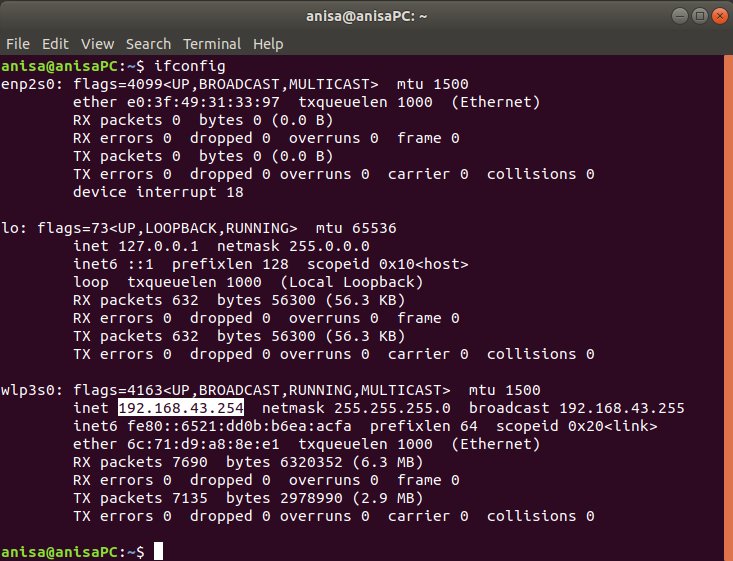 anisa@anisaPC: ~
File Edit View Search Terminal Help
anisa@anisaPC:~$ ifconfig
enp2s0: flags=4099<UP,BROADCAST,MULTICAST>  mtu 1500
        ether e0:3f:49:31:33:97  txqueuelen 1000  (Ethernet)
        RX packets 0  bytes 0 (0.0 B)
        RX errors 0  dropped 0  overruns 0  frame 0
        TX packets 0  bytes 0 (0.0 B)
        TX errors 0  dropped 0 overruns 0  carrier 0  collisions 0
        device interrupt 18
lo: flags=73<UP,LOOPBACK,RUNNING>  mtu 65536
        inet 127.0.0.1  netmask 255.0.0.0
        inet6 ::1  prefixlen 128  scopeid 0x10<host>
        loop  txqueuelen 1000  (Local Loopback)
        RX packets 632  bytes 56300 (56.3 KB)
        RX errors 0  dropped 0  overruns 0  frame 0
        TX packets 632  bytes 56300 (56.3 KB)
        TX errors 0  dropped 0 overruns 0  carrier 0  collisions 0
wlp3s0: flags=4163<UP,BROADCAST,RUNNING,MULTICAST>  mtu 1500
        inet 192.168.43.254  netmask 255.255.255.0  broadcast 192.168.43.255
        inet6 fe80::6521:dd0b:b6ea:acfa  prefixlen 64  scopeid 0x20<link>
        ether 6c:71:d9:a8:8e:e1  txqueuelen 1000  (Ethernet)
        RX packets 7690  bytes 6320352 (6.3 MB)
        RX errors 0  dropped 0  overruns 0  frame 0
        TX packets 7135  bytes 2978990 (2.9 MB)
        TX errors 0  dropped 0 overruns 0  carrier 0  collisions 0
anisa@anisaPC:~$